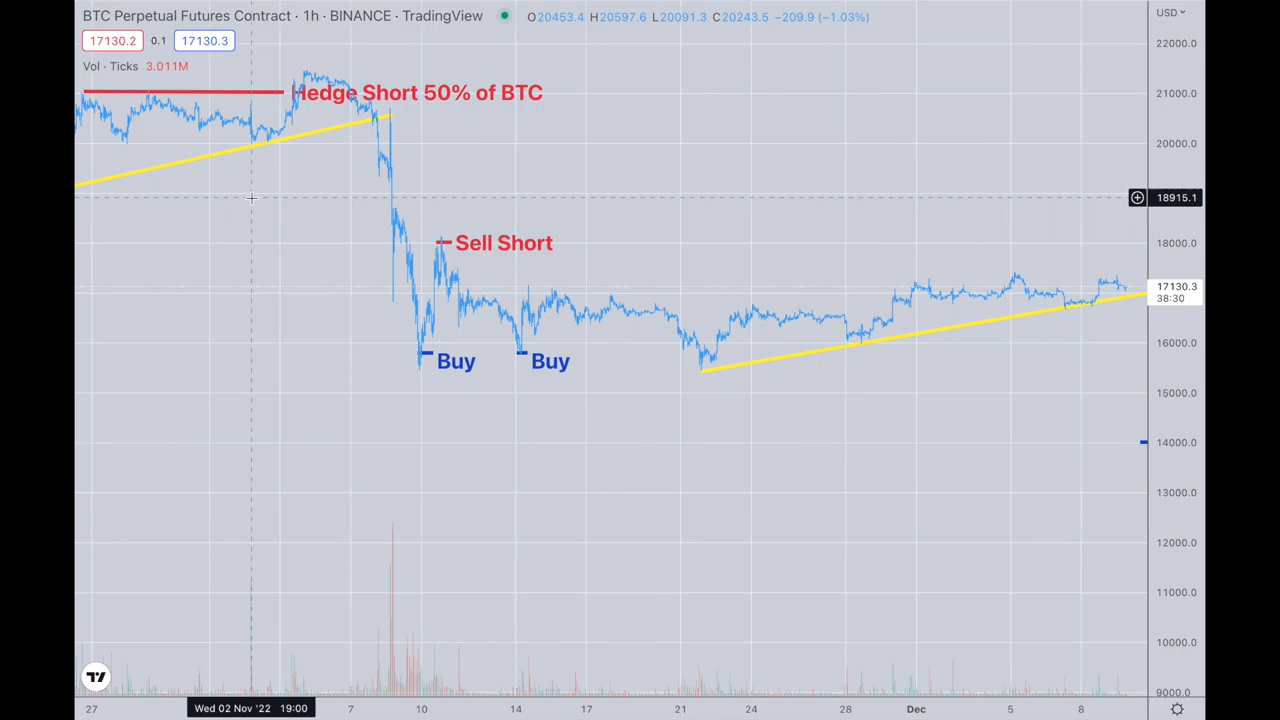 BTC Perpetual Futures Contract · 1h · BINANCE · TradingView O20453.4 H20597.6 L20091.3 C20243.5 −209.9 (−1.03%)
USD
17130.2 0.1 17130.3
Vol · Ticks 3.011M
22000.0
Hedge Short 50% of BTC
21000.0
20000.0
18915.1
Sell Short
18000.0
17130.3
38:30
16000.0
Buy
Buy
15000.0
14000.0
13000.0
12000.0
11000.0
10000.0
9000.0
27
Wed 02 Nov '22 19:00
7
10
14
17
21
24
28
Dec
5
8